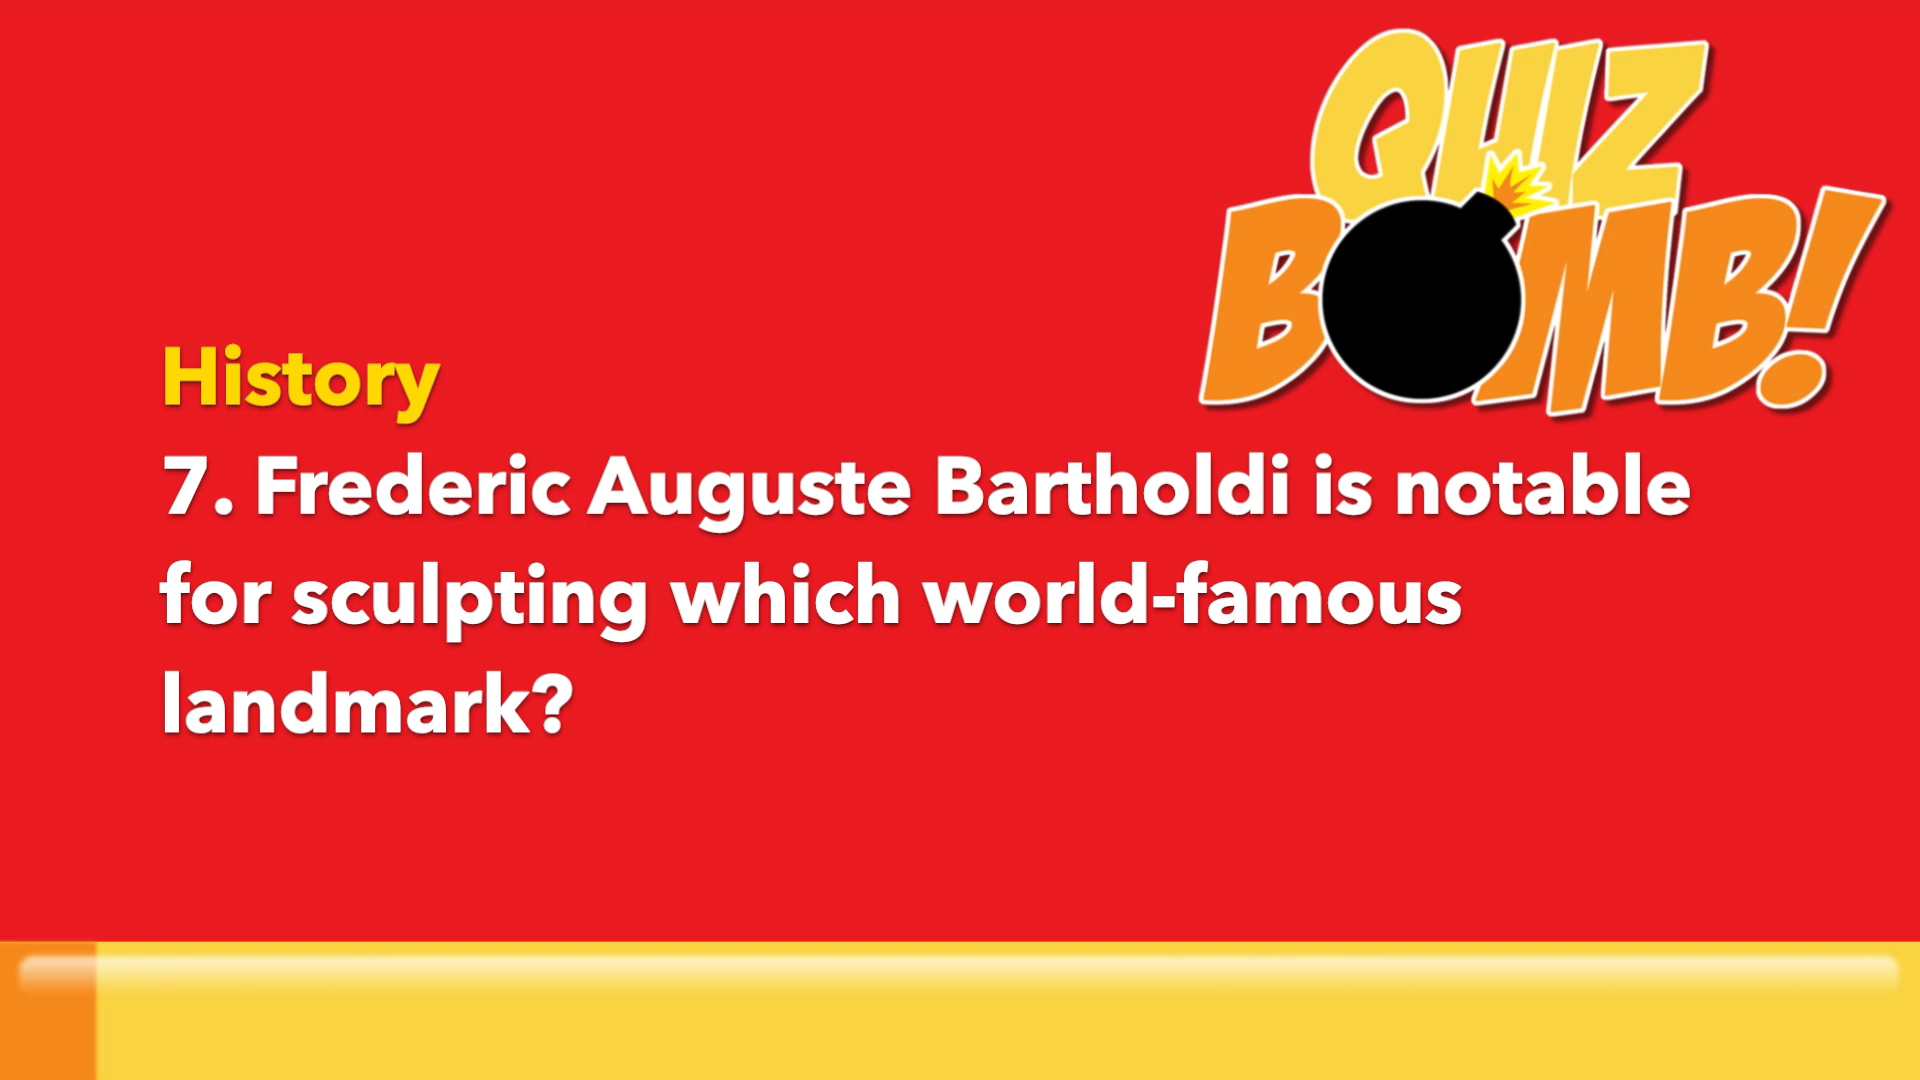 QUIZ
BOMB!
History
7. Frederic Auguste Bartholdi is notable
for sculpting which world-famous
landmark?